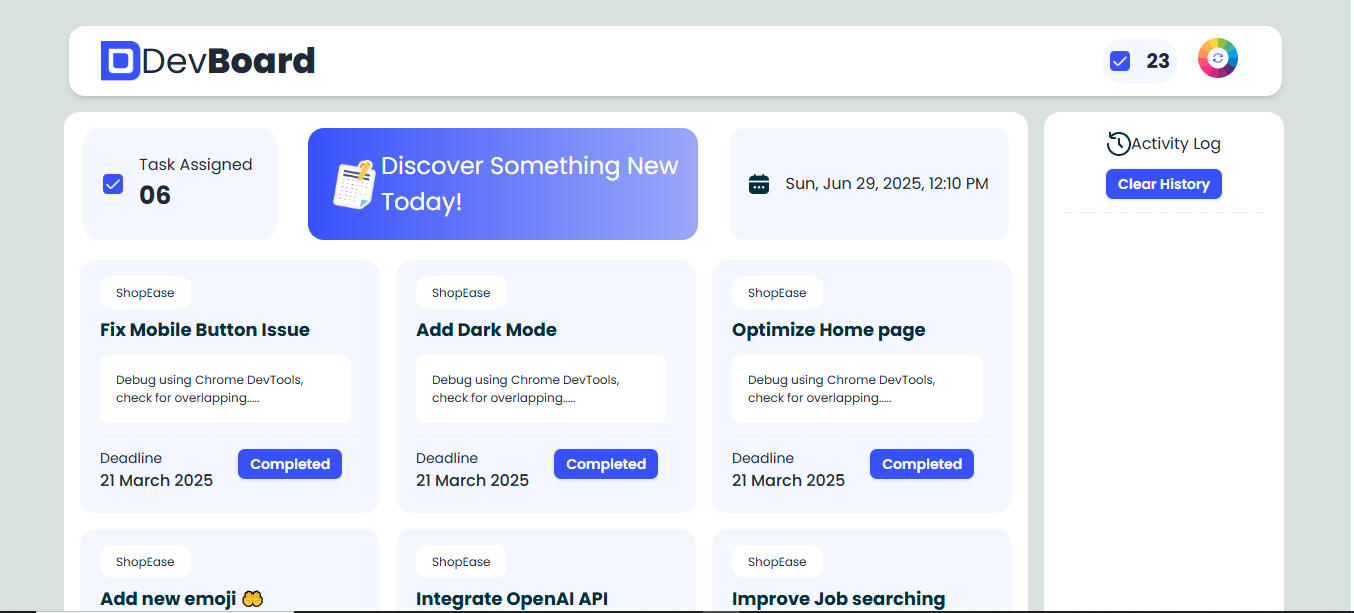 DevBoard
23
Task Assigned
06
Discover Something New
Today!
Sun, Jun 29, 2025, 12:10 PM
Activity Log
Clear History
ShopEase
Fix Mobile Button Issue
Debug using Chrome DevTools,
check for overlapping.....
Deadline
21 March 2025
Completed
ShopEase
Add Dark Mode
Debug using Chrome DevTools,
check for overlapping.....
Deadline
21 March 2025
Completed
ShopEase
Optimize Home page
Debug using Chrome DevTools,
check for overlapping.....
Deadline
21 March 2025
Completed
ShopEase
Add new emoji 🤲
ShopEase
Integrate OpenAI API
ShopEase
Improve Job searching